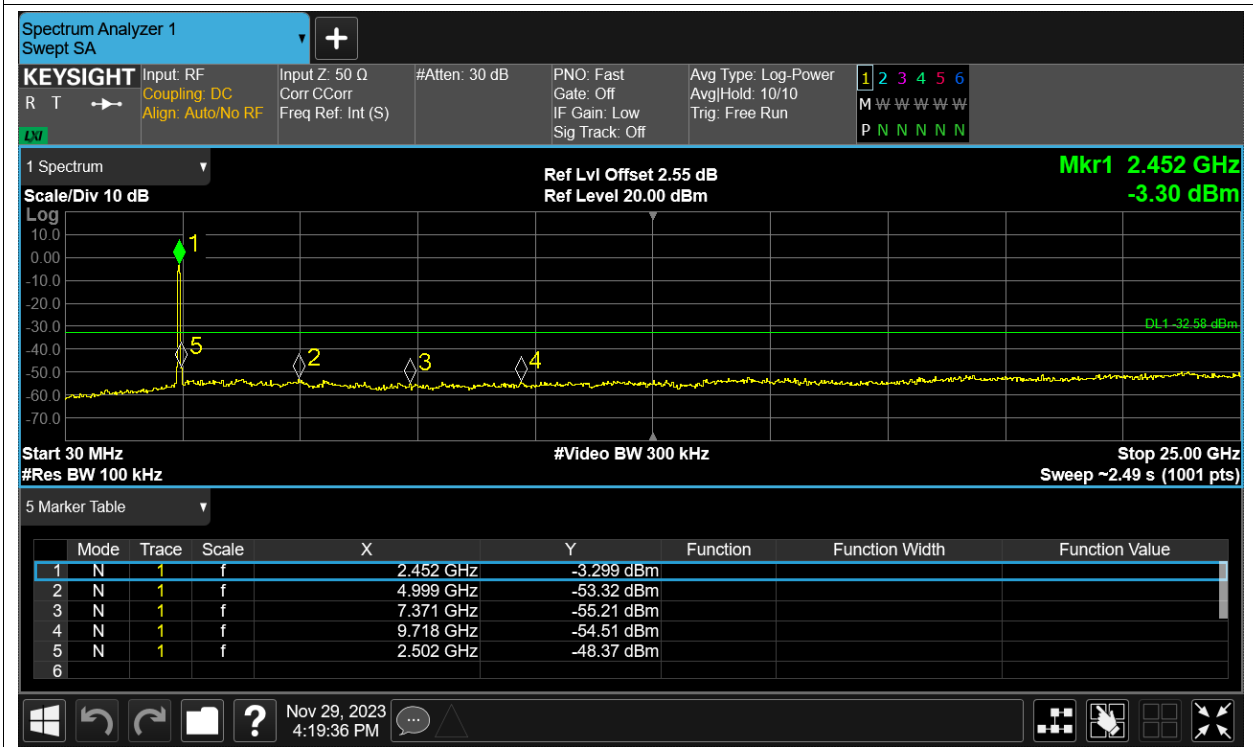 Spectrum Analyzer 1
Swept SA
+
KEYSIGHT Input: RF Input Z: 50 Ω #Atten: 30 dB PNO: Fast Avg Type: Log-Power 1 2 3 4 5 6
R T Coupling: DC Corr CCorr Gate: Off Avg|Hold: 10/10 M W W W W W
Align: Auto/No RF Freq Ref: Int (S) IF Gain: Low Trig: Free Run
LXI Sig Track: Off P N N N N N N
1 Spectrum Ref Lvl Offset 2.55 dB Mkr1 2.452 GHz
Scale/Div 10 dB Ref Level 20.00 dBm -3.30 dBm
Log
10.0
1
0.00
-10.0
-20.0
-30.0 DL1 -32.58 dBm
-40.0 5 2 3 4
-50.0
-60.0
-70.0
Start 30 MHz #Video BW 300 kHz Stop 25.00 GHz
#Res BW 100 kHz Sweep ~2.49 s (1001 pts)
5 Marker Table
Mode Trace Scale X Y Function Function Width Function Value
1 N 1 f 2.452 GHz -3.299 dBm
2 N 1 f 4.999 GHz -53.32 dBm
3 N 1 f 7.371 GHz -55.21 dBm
4 N 1 f 9.718 GHz -54.51 dBm
5 N 1 f 2.502 GHz -48.37 dBm
6
? Nov 29, 2023
4:19:36 PM